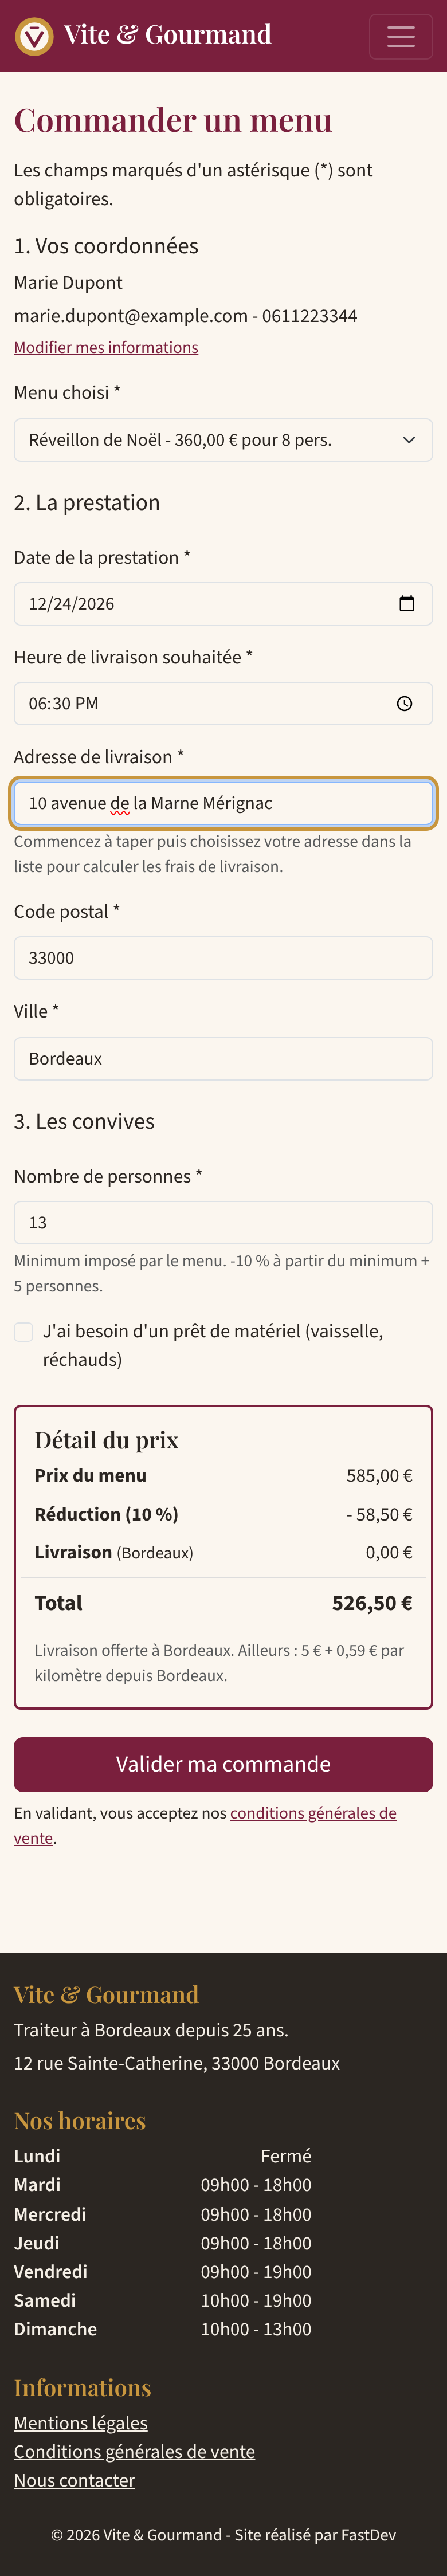 Vite & Gourmand
Commander un menu
Les champs marqués d'un astérisque (*) sont
obligatoires.
1. Vos coordonnées
Marie Dupont
marie.dupont@example.com - 0611223344
Modifier mes informations
Menu choisi *
Réveillon de Noël - 360,00 € pour 8 pers.
2. La prestation
Date de la prestation *
12/24/2026
Heure de livraison souhaitée *
06:30 PM
Adresse de livraison *
10 avenue de la Marne Mérignac
Commencez à taper puis choisissez votre adresse dans la
liste pour calculer les frais de livraison.
Code postal *
33000
Ville *
Bordeaux
3. Les convives
Nombre de personnes *
13
Minimum imposé par le menu. -10 % à partir du minimum +
5 personnes.
J'ai besoin d'un prêt de matériel (vaisselle,
réchauds)
Détail du prix
Prix du menu 585,00 €
Réduction (10 %) - 58,50 €
Livraison (Bordeaux) 0,00 €
Total 526,50 €
Livraison offerte à Bordeaux. Ailleurs : 5 € + 0,59 € par
kilomètre depuis Bordeaux.
Valider ma commande
En validant, vous acceptez nos conditions générales de
vente.
Vite & Gourmand
Traiteur à Bordeaux depuis 25 ans.
12 rue Sainte-Catherine, 33000 Bordeaux
Nos horaires
Lundi Fermé
Mardi 09h00 - 18h00
Mercredi 09h00 - 18h00
Jeudi 09h00 - 18h00
Vendredi 09h00 - 19h00
Samedi 10h00 - 19h00
Dimanche 10h00 - 13h00
Informations
Mentions légales
Conditions générales de vente
Nous contacter
© 2026 Vite & Gourmand - Site réalisé par FastDev